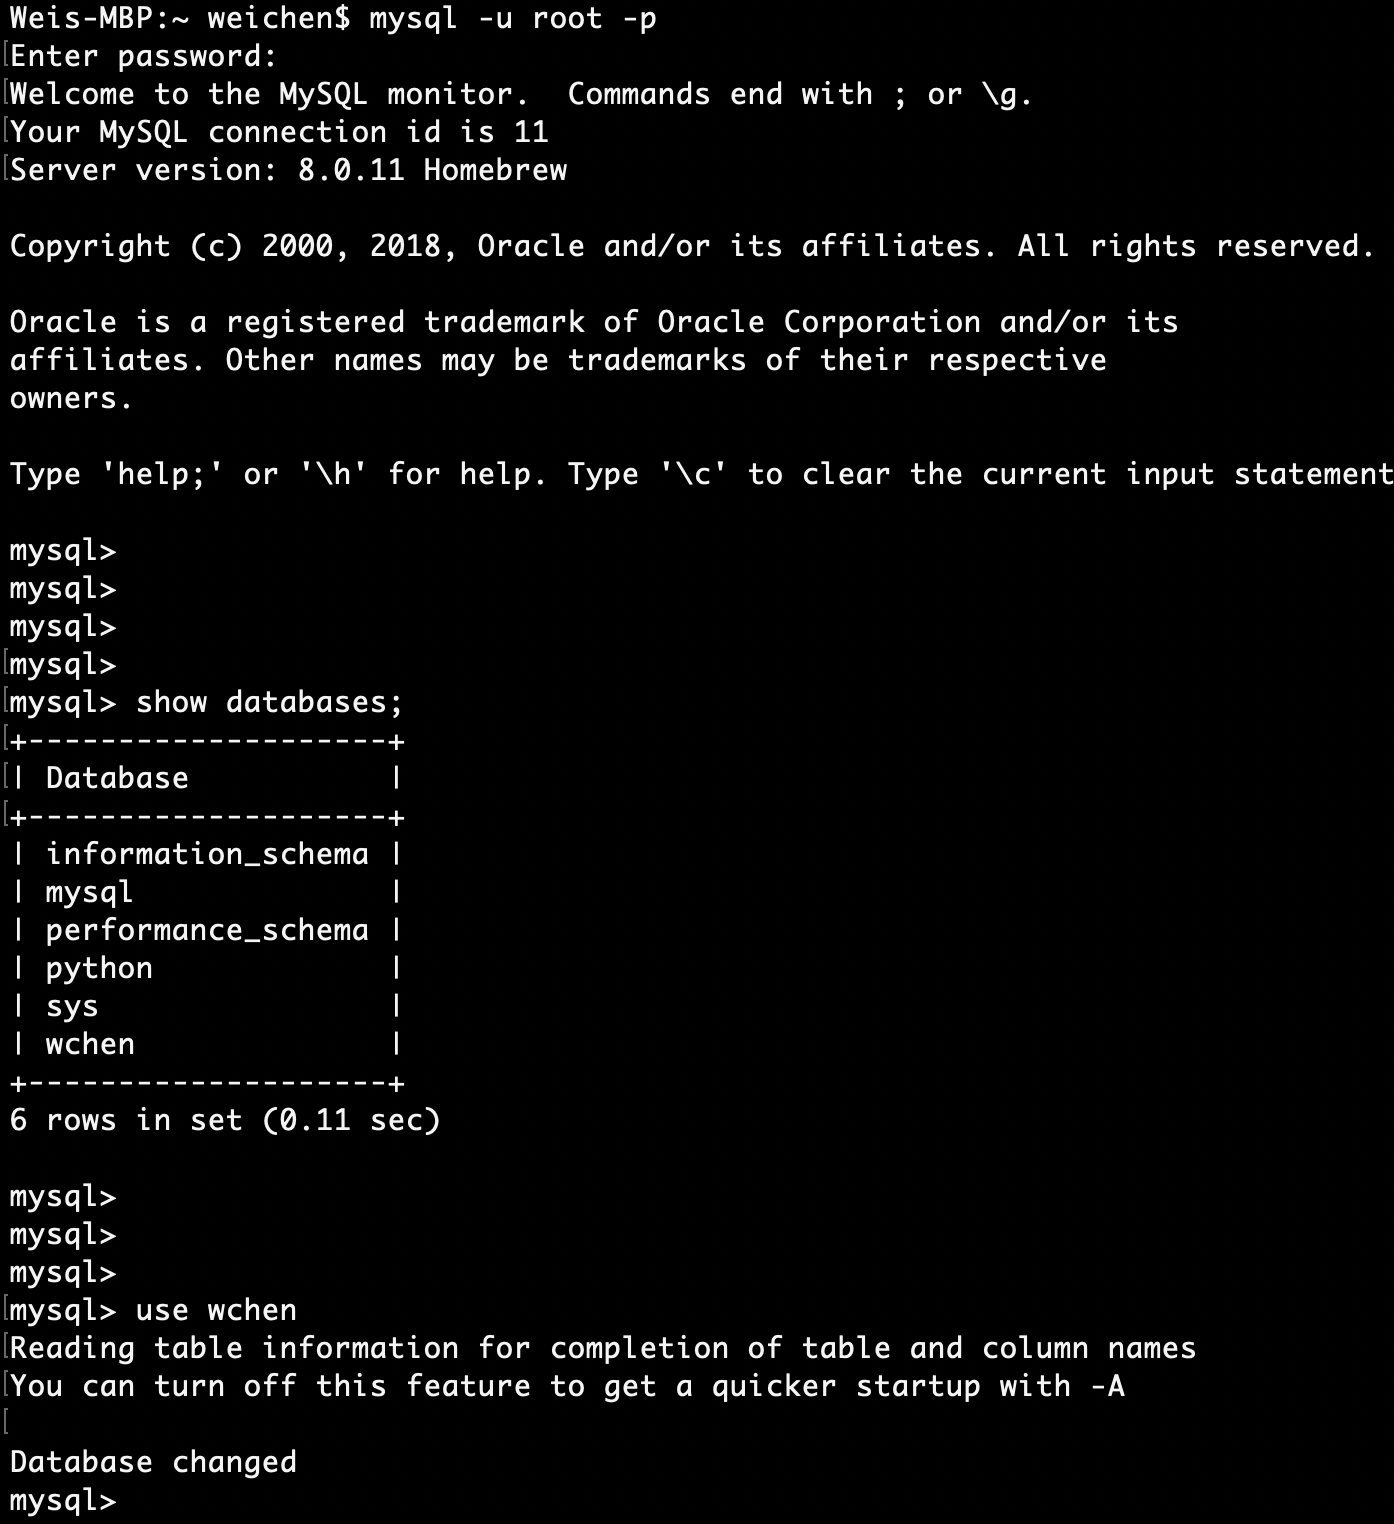 Weis-MBP:~ weichen$ mysql -u root -p
Enter password:
Welcome to the MySQL monitor.  Commands end with ; or \g.
Your MySQL connection id is 11
Server version: 8.0.11 Homebrew

Copyright (c) 2000, 2018, Oracle and/or its affiliates. All rights reserved.

Oracle is a registered trademark of Oracle Corporation and/or its
affiliates. Other names may be trademarks of their respective
owners.

Type 'help;' or '\h' for help. Type '\c' to clear the current input statement

mysql>
mysql>
mysql>
mysql>
mysql> show databases;
+--------------------+
| Database           |
+--------------------+
| information_schema |
| mysql              |
| performance_schema |
| python             |
| sys                |
| wchen              |
+--------------------+
6 rows in set (0.11 sec)

mysql>
mysql>
mysql>
mysql> use wchen
Reading table information for completion of table and column names
You can turn off this feature to get a quicker startup with -A

Database changed
mysql>